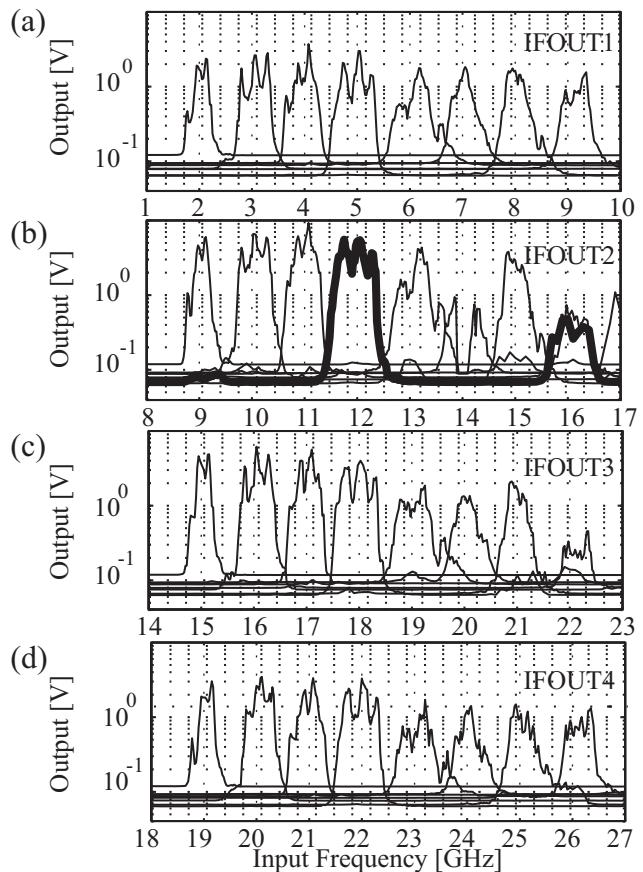 (a)
IFOUT1
Output [V]
10^0
10^-1
1 2 3 4 5 6 7 8 9 10
(b)
IFOUT2
Output [V]
10^0
10^-1
8 9 10 11 12 13 14 15 16 17
(c)
IFOUT3
Output [V]
10^0
10^-1
14 15 16 17 18 19 20 21 22 23
(d)
IFOUT4
Output [V]
10^0
10^-1
18 19 20 21 22 23 24 25 26 27
Input Frequency [GHz]